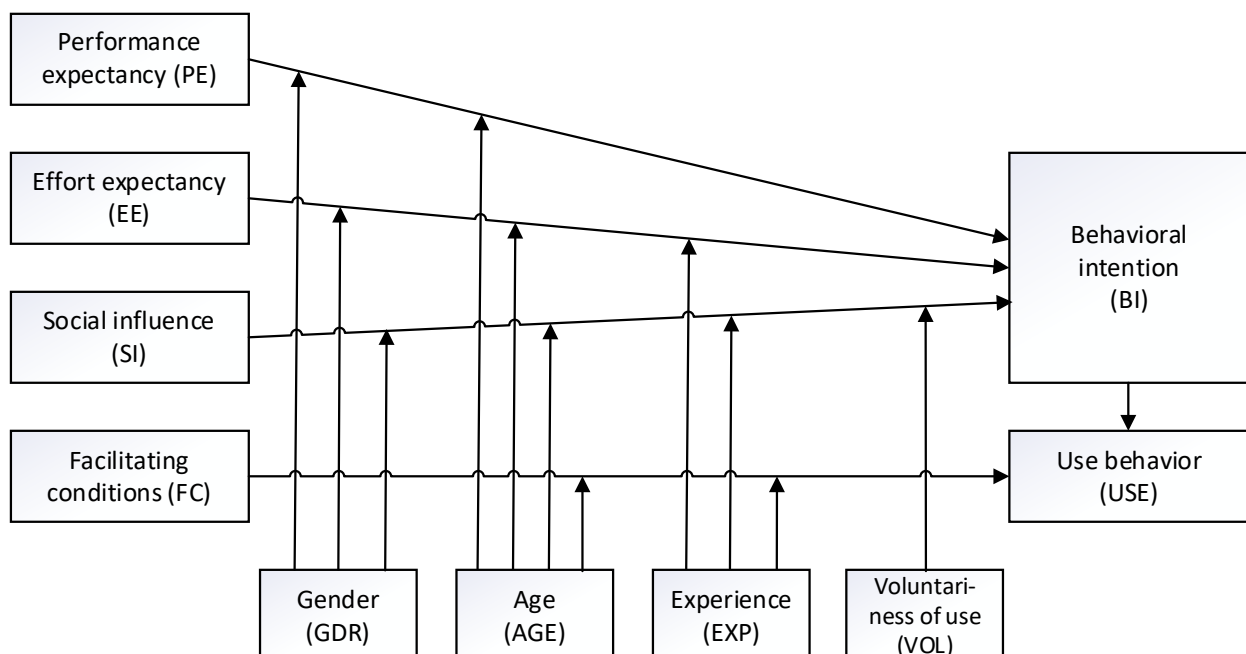 Performance
expectancy (PE)
Effort expectancy
(EE)
Social influence
(SI)
Facilitating
conditions (FC)
Behavioral
intention
(BI)
Use behavior
(USE)
Gender
(GDR)
Age
(AGE)
Experience
(EXP)
Voluntari-
ness of use
(VOL)